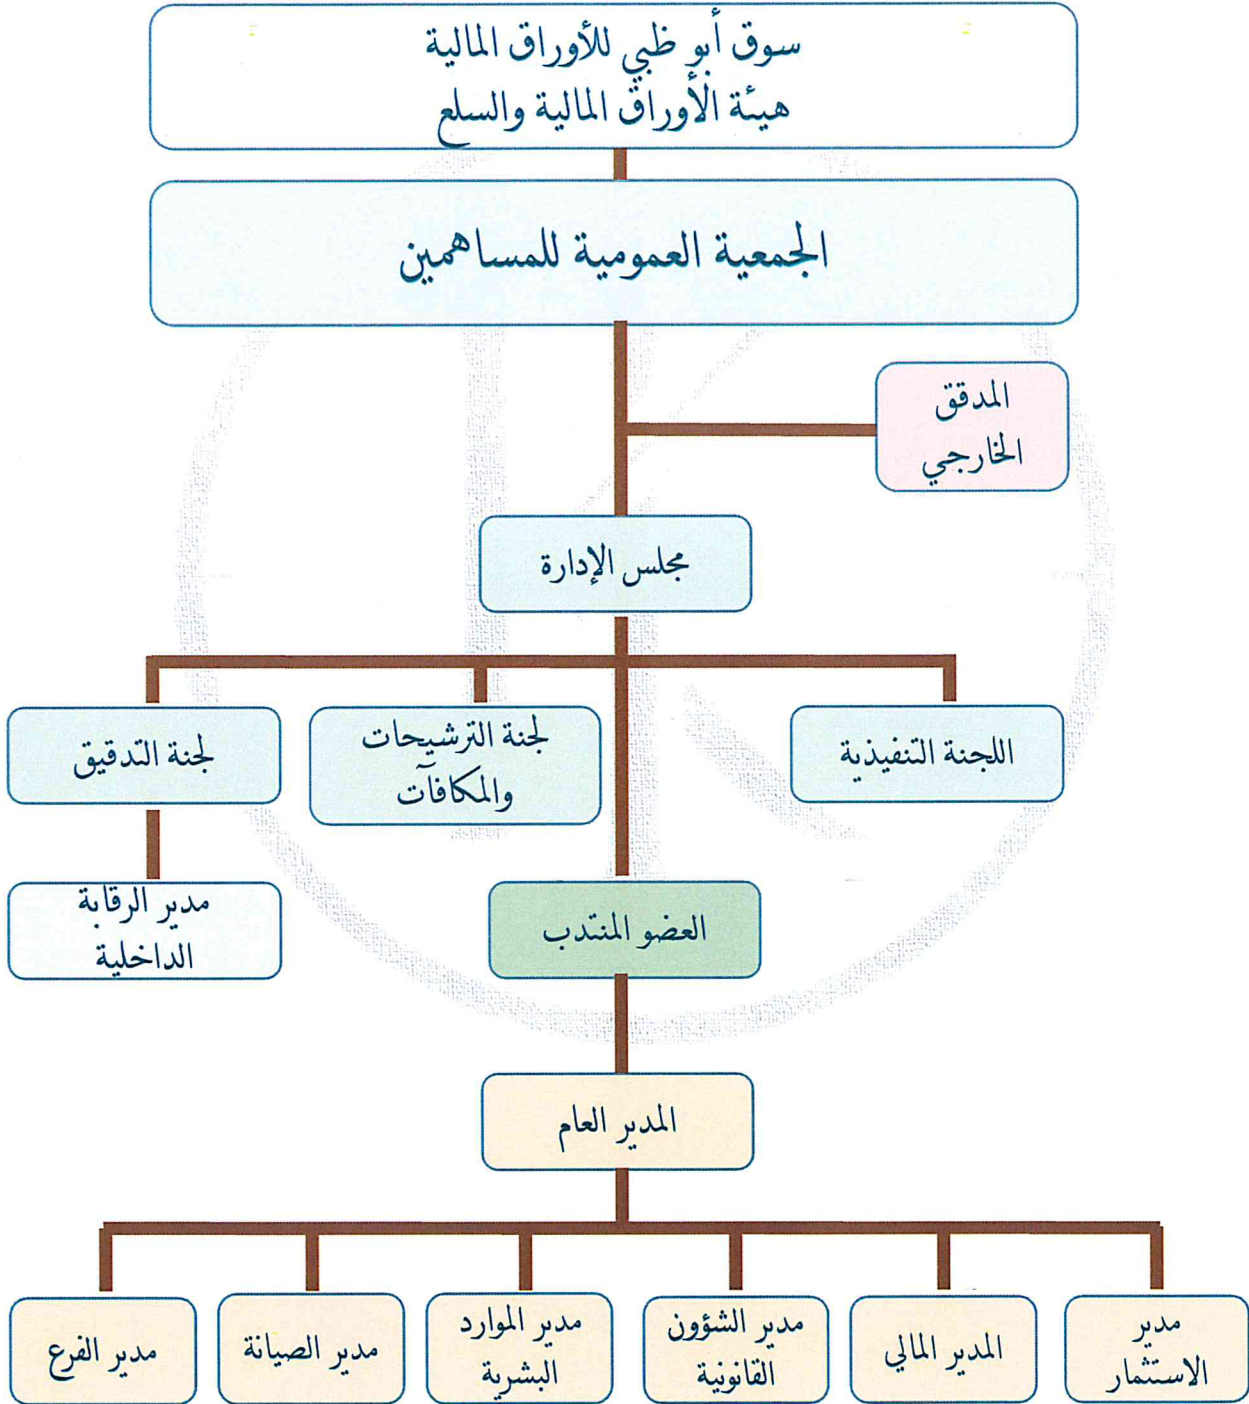 سوق أبو ظبي للأوراق المالية
هيئة الأوراق المالية والسلع
الجمعية العمومية للمساهمين
المدقق
الخارجي
مجلس الإدارة
اللجنة التنفيذية
لجنة الترشيحات
والمكافآت
لجنة التدقيق
العضو المنتدب
مدير الرقابة
الداخلية
المدير العام
مدير
الاستثمار
المدير المالي
مدير الشؤون
القانونية
مدير الموارد
البشرية
مدير الصيانة
مدير الفرع